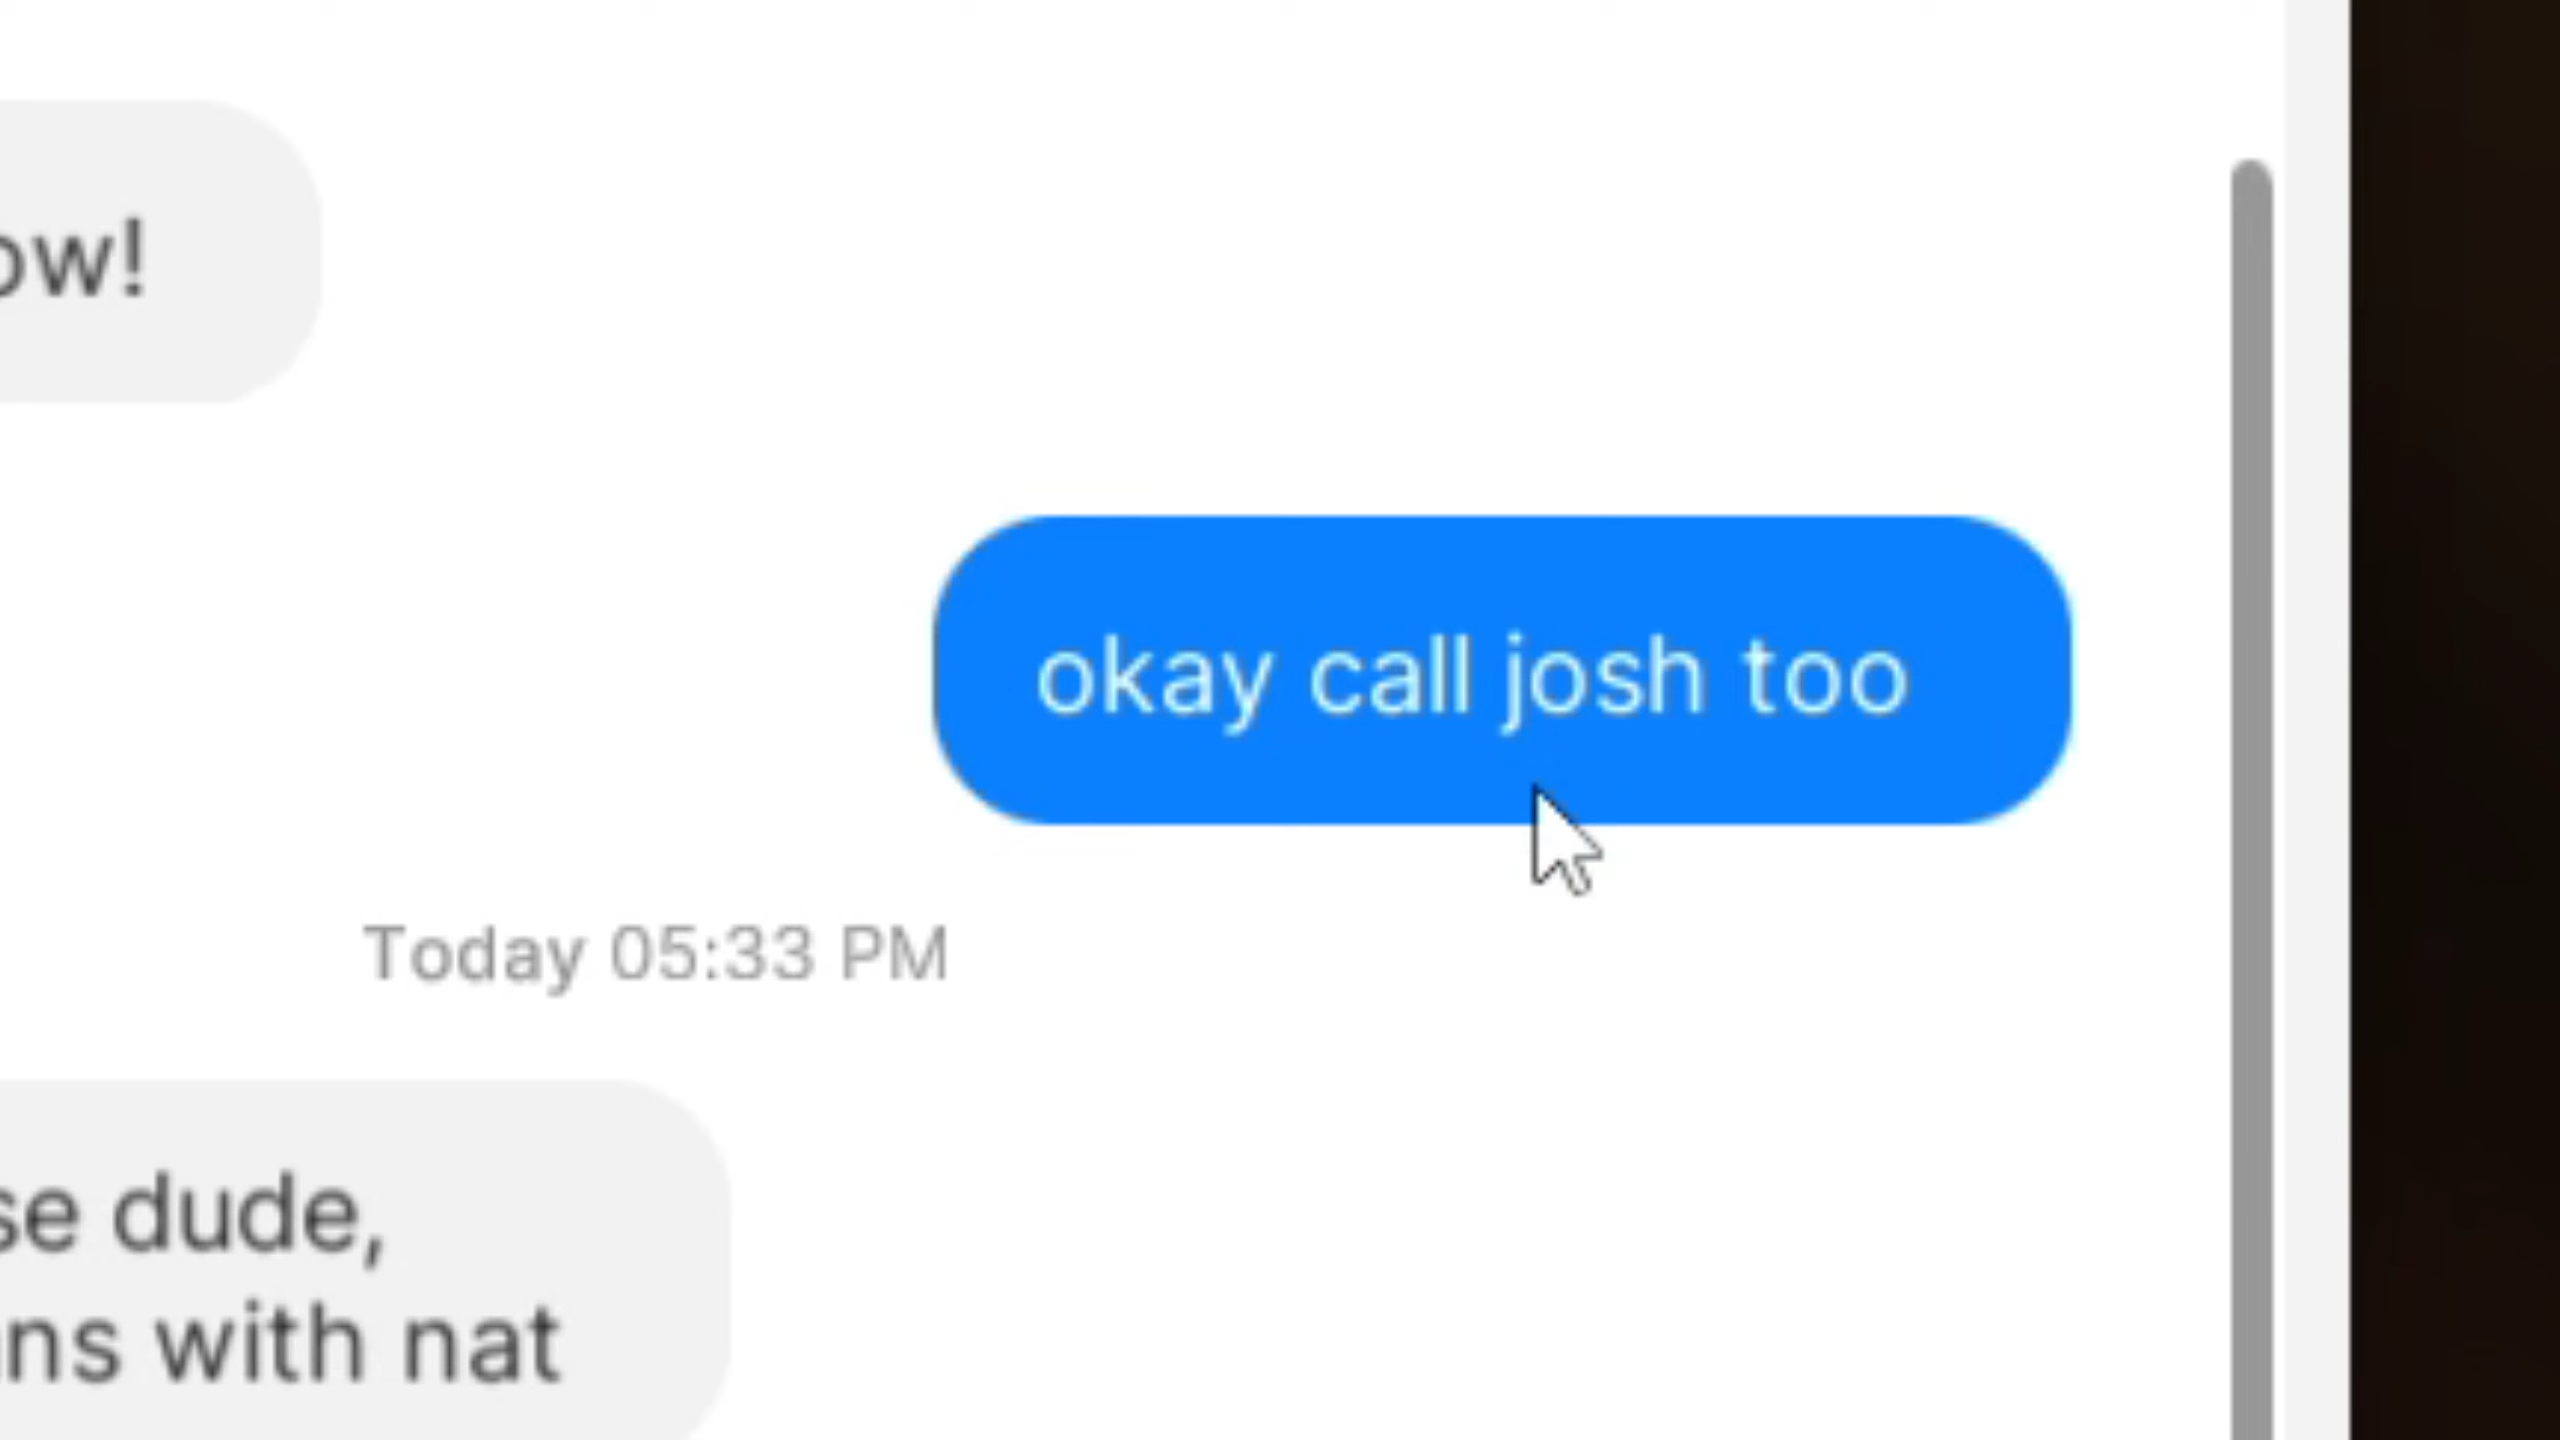 ow!
okay call josh too
Today 05:33 PM
se dude,
ns with nat